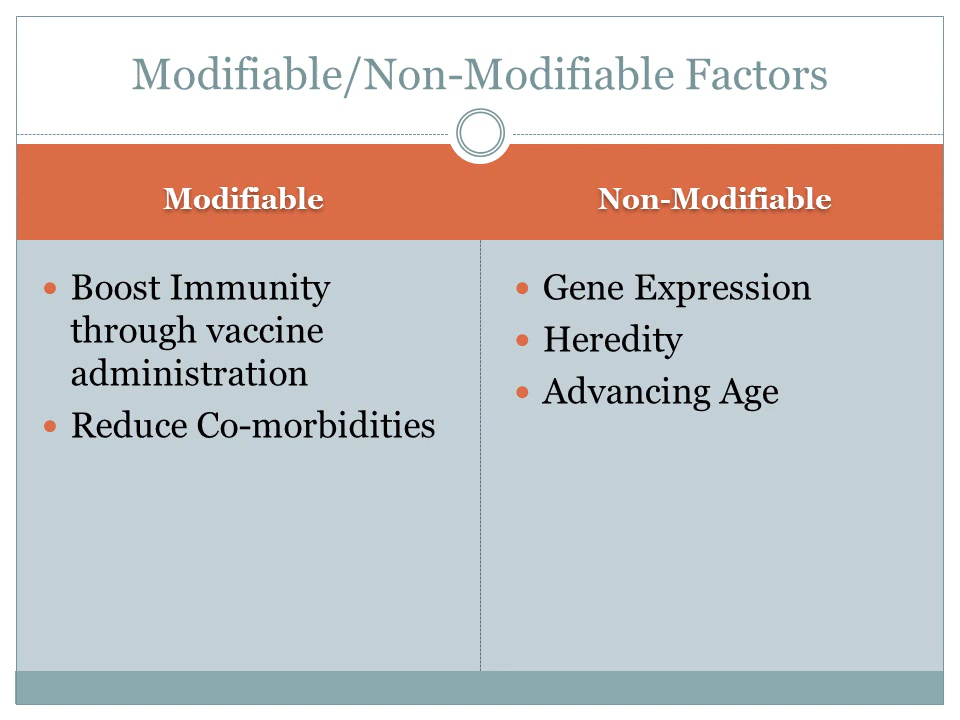 Modifiable/Non-Modifiable Factors
Modifiable
Non-Modifiable
Boost Immunity
through vaccine
administration
Reduce Co-morbidities
Gene Expression
Heredity
Advancing Age